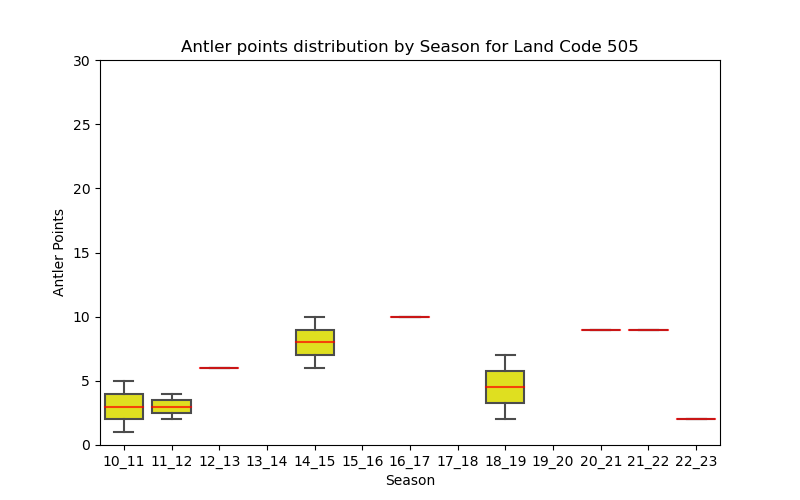 Antler points distribution by Season for Land Code 505
30
25
20
15
10
5
0
Antler Points
10_11 11_12 12_13 13_14 14_15 15_16 16_17 17_18 18_19 19_20 20_21 21_22 22_23
Season